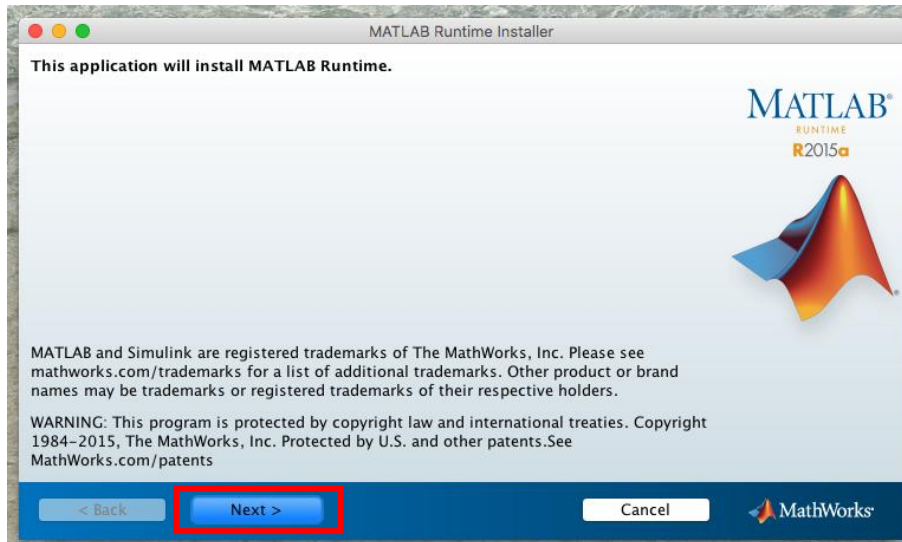 MATLAB Runtime Installer
This application will install MATLAB Runtime.
MATLAB®
RUNTIME
R2015a
MATLAB and Simulink are registered trademarks of The MathWorks, Inc. Please see
mathworks.com/trademarks for a list of additional trademarks. Other product or brand
names may be trademarks or registered trademarks of their respective holders.
WARNING: This program is protected by copyright law and international treaties. Copyright
1984-2015, The MathWorks, Inc. Protected by U.S. and other patents.See
MathWorks.com/patents
< Back Next > Cancel MathWorks